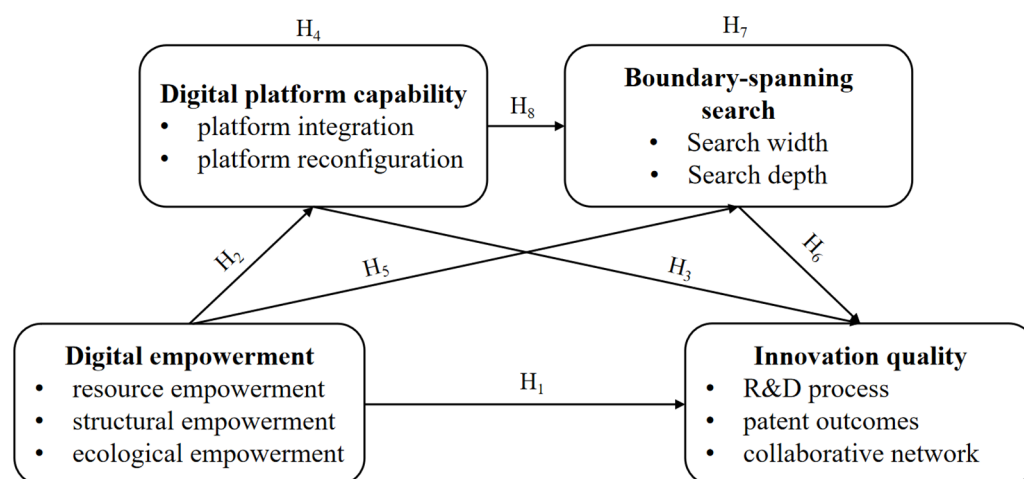 H₄
H₇
Digital platform capability
• platform integration
• platform reconfiguration
H₈
Boundary-spanning
search
• Search width
• Search depth
H₂
H₅
H₃
H₆
Digital empowerment
• resource empowerment
• structural empowerment
• ecological empowerment
H₁
Innovation quality
• R&D process
• patent outcomes
• collaborative network